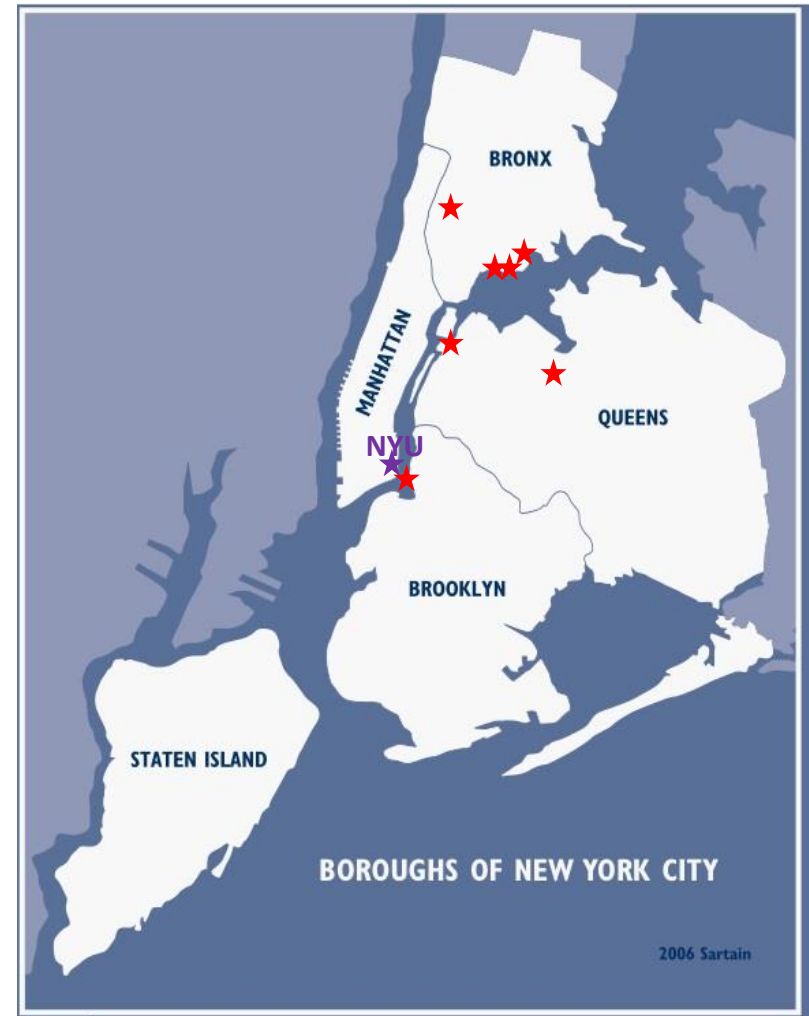 BRONX
MANHATTAN
QUEENS
NYU
BROOKLYN
STATEN ISLAND
BOROUGHS OF NEW YORK CITY
2006 Sartain